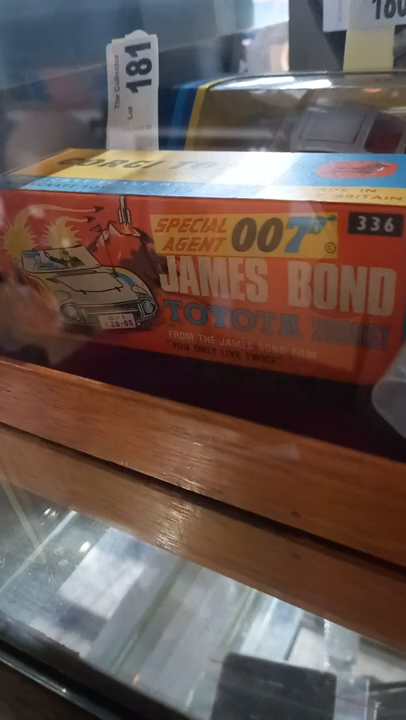 180
The Collector
Lot 181
CORGI TOYS
MADE IN
BRITAIN
SPECIAL
AGENT 007
©
336
JAMES BOND
TOYOTA 2000GT
FROM THE JAMES BOND FILM
"YOU ONLY LIVE TWICE"